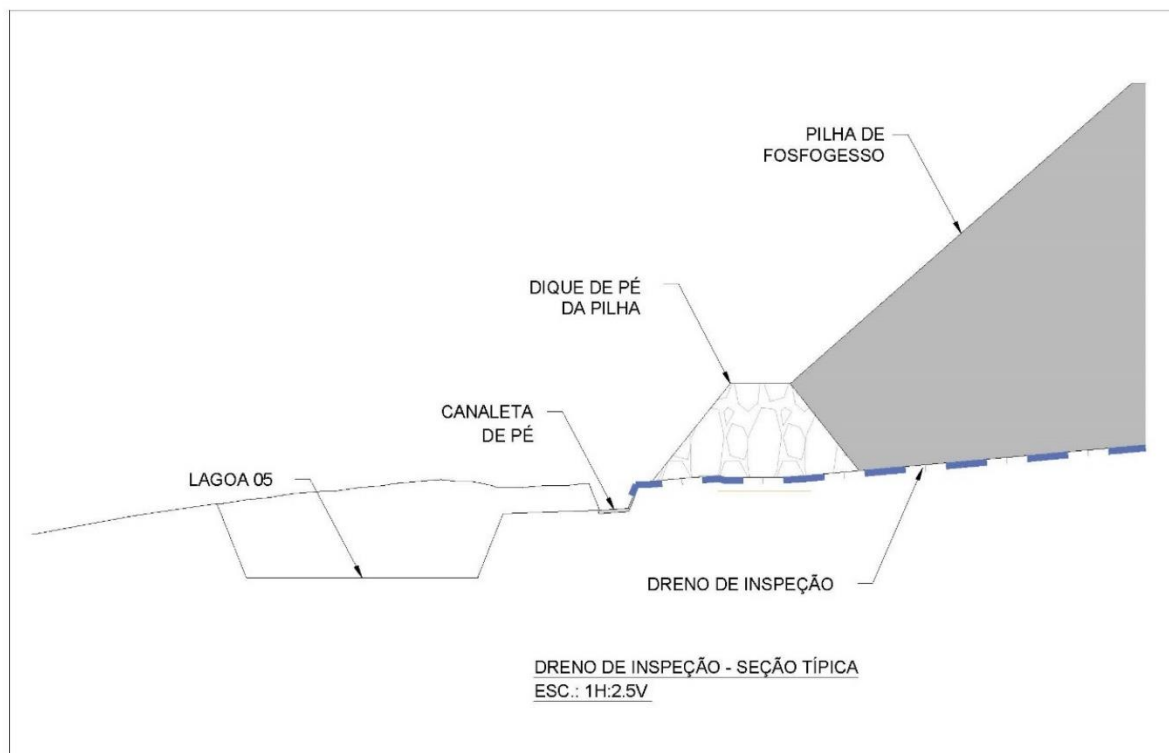 PILHA DE
FOSFOGESSO
DIQUE DE PÉ
DA PILHA
CANALETA
DE PÉ
LAGOA 05
DRENO DE INSPEÇÃO
DRENO DE INSPEÇÃO - SEÇÃO TÍPICA
ESC.: 1H:2.5V